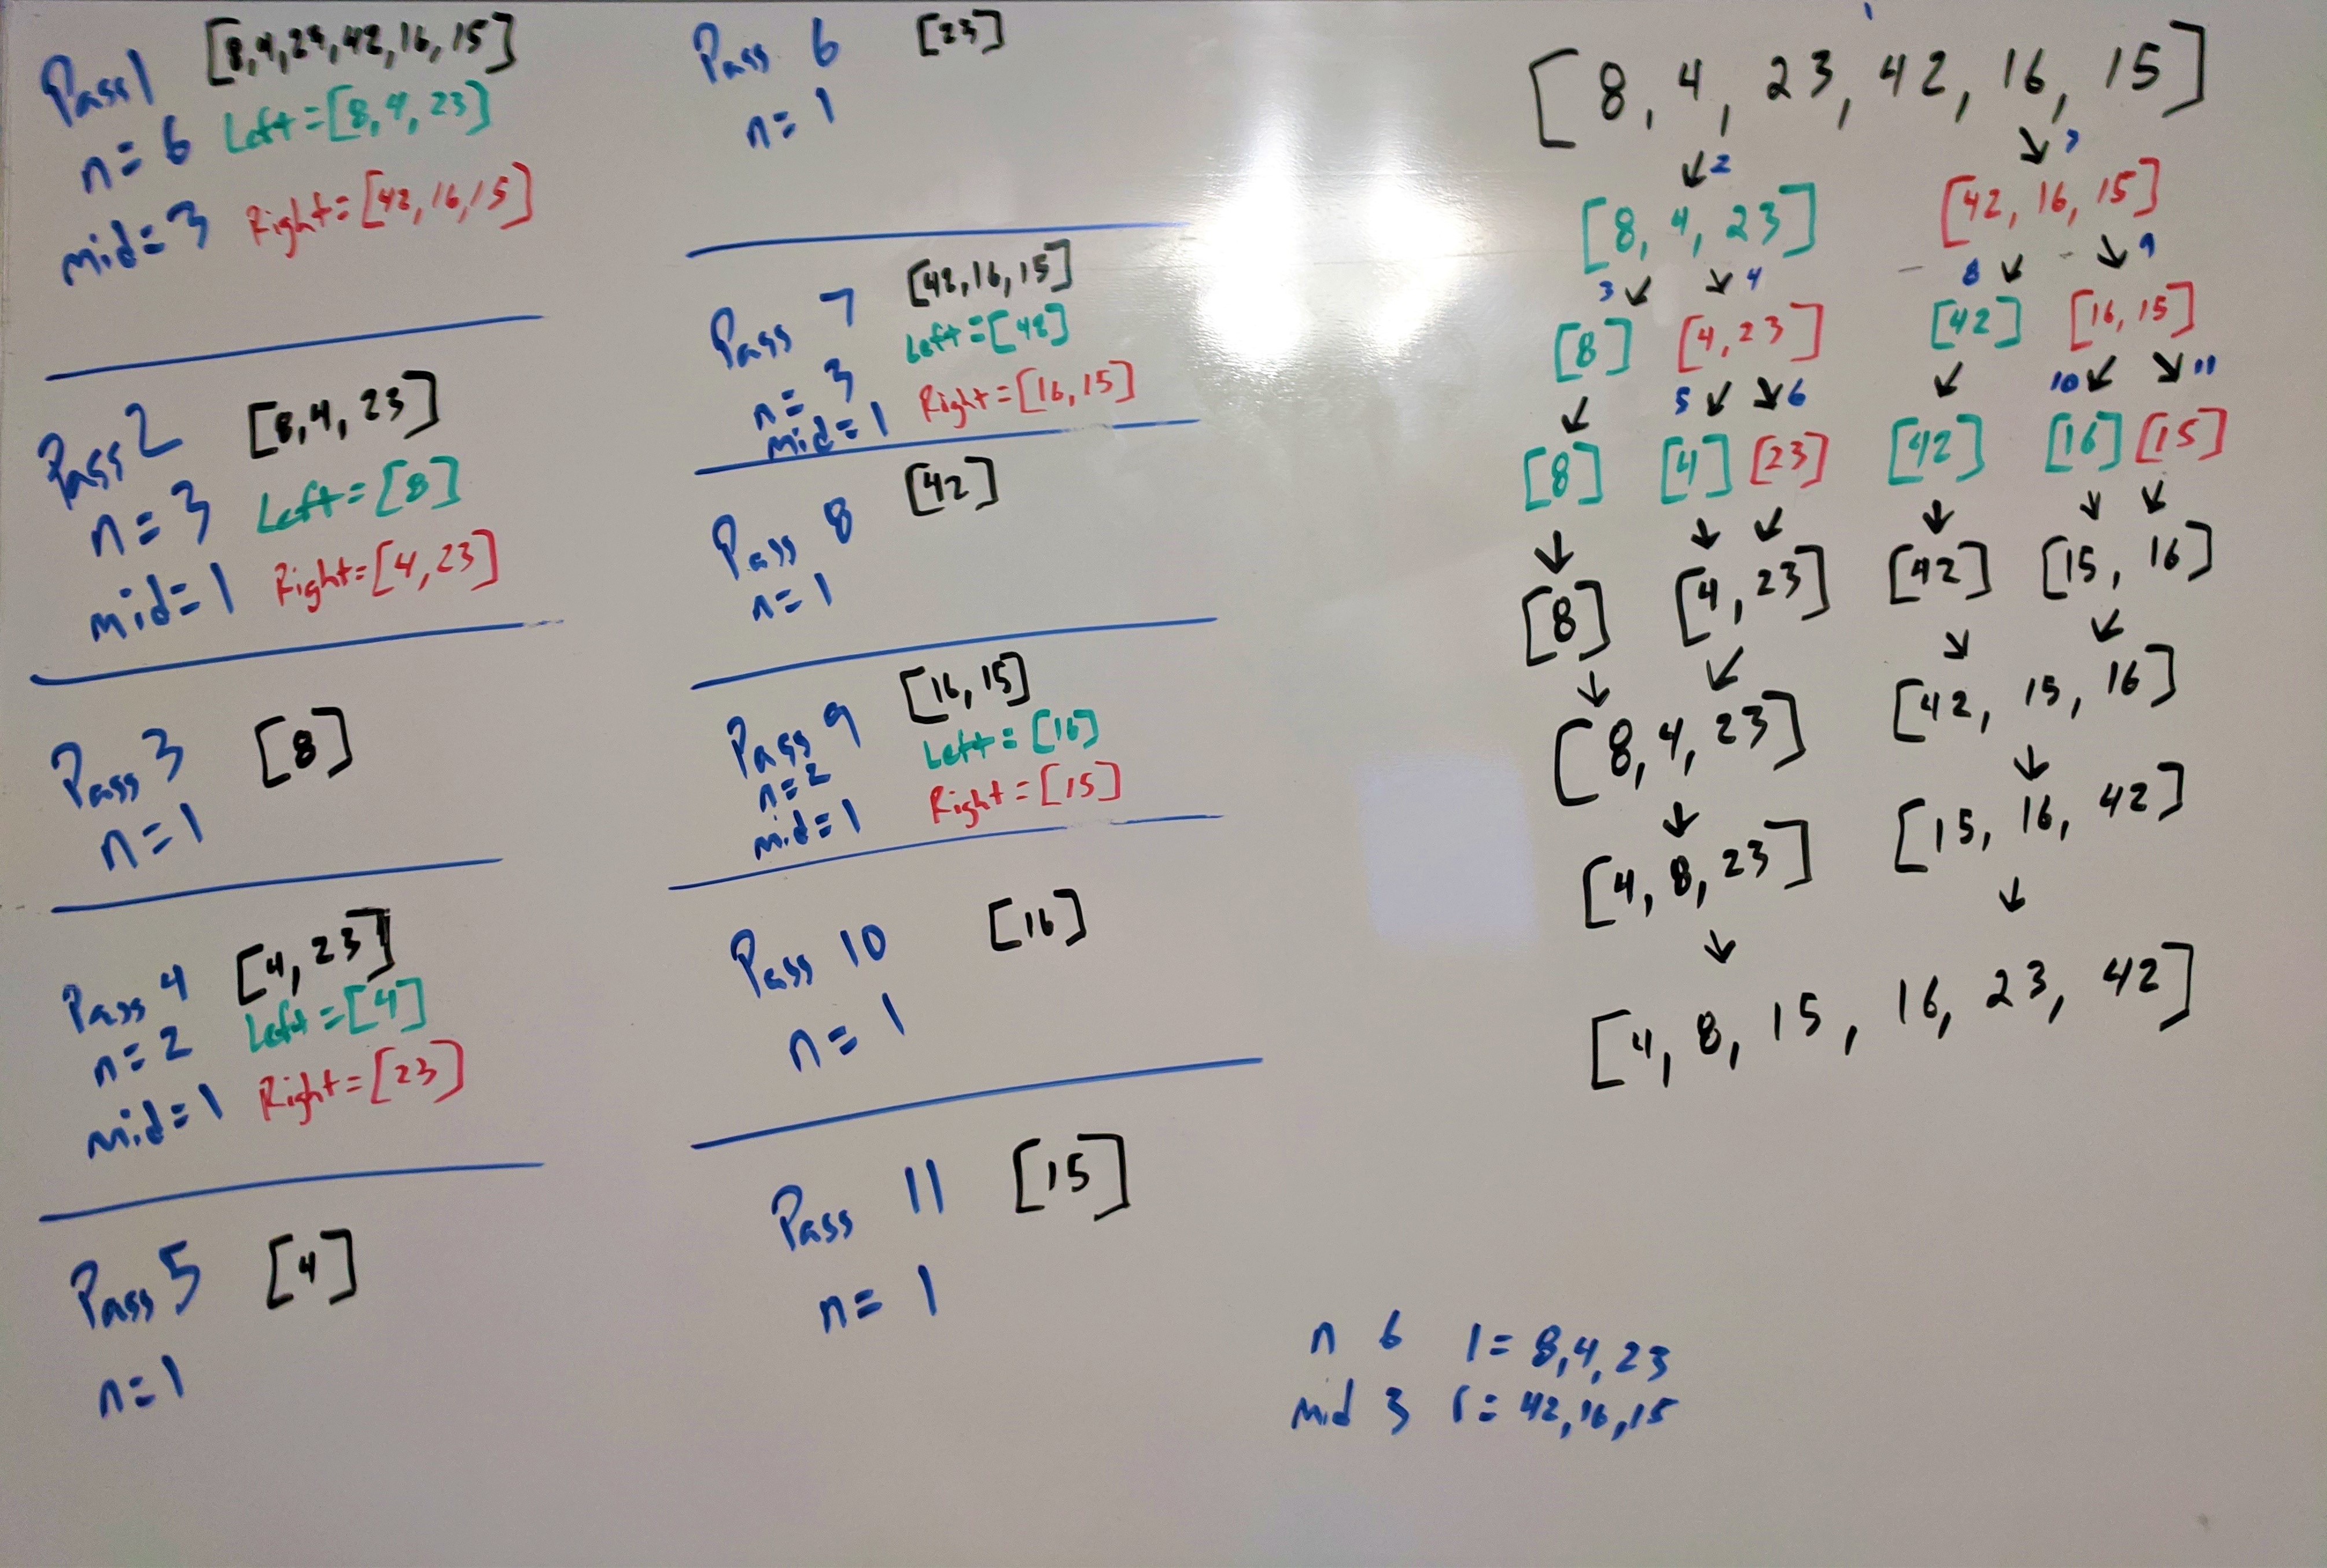 Pass 1 [8,4,23,42,16,15]
n=6 Left=[8,4,23]
mid=3 Right=[42,16,15]
Pass 2 [8,4,23]
n=3 Left=[8]
mid=1 Right=[4,23]
Pass 3 [8]
n=1
Pass 4 [4,23]
n=2 Left=[4]
mid=1 Right=[23]
Pass 5 [4]
n=1
Pass 6 [23]
n=1
Pass 7 [42,16,15]
n=3 Left=[42]
mid=1 Right=[16,15]
Pass 8 [42]
n=1
Pass 9 [16,15]
n=2 Left=[16]
mid=1 Right=[15]
Pass 10 [16]
n=1
Pass 11 [15]
n=1
1
[8, 4, 23, 42, 16, 15]
↙2 ↘7
[8, 4, 23] [42, 16, 15]
3↙ ↘4 8↙ ↘9
[8] [4,23] [42] [16,15]
↙ 5↙ ↘6 ↙ 10↙ ↘11
[8] [4] [23] [42] [16] [15]
↓ ↓ ↙ ↓ ↓ ↙
[8] [4,23] [42] [15, 16]
↓ ↙ ↘ ↙
[8,4,23] [42, 15, 16]
↓ ↓
[4,8,23] [15, 16, 42]
↓ ↓
[4, 8, 15, 16, 23, 42]
n 6 l= 8,4,23
mid 3 r= 42,16,15